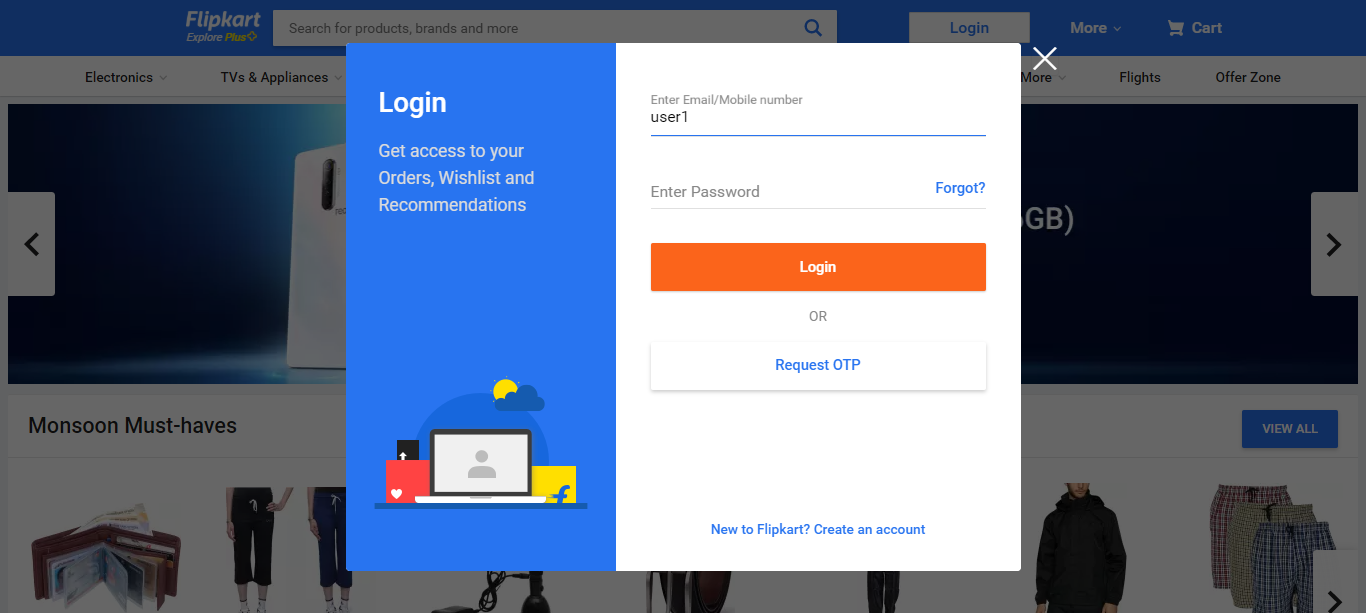 Flipkart
Explore Plus
Search for products, brands and more
Login
More
Cart
Electronics
TVs & Appliances
More
Flights
Offer Zone
Login
Get access to your
Orders, Wishlist and
Recommendations
Enter Email/Mobile number
user1
Enter Password
Forgot?
Login
OR
Request OTP
New to Flipkart? Create an account
GB)
Monsoon Must-haves
VIEW ALL